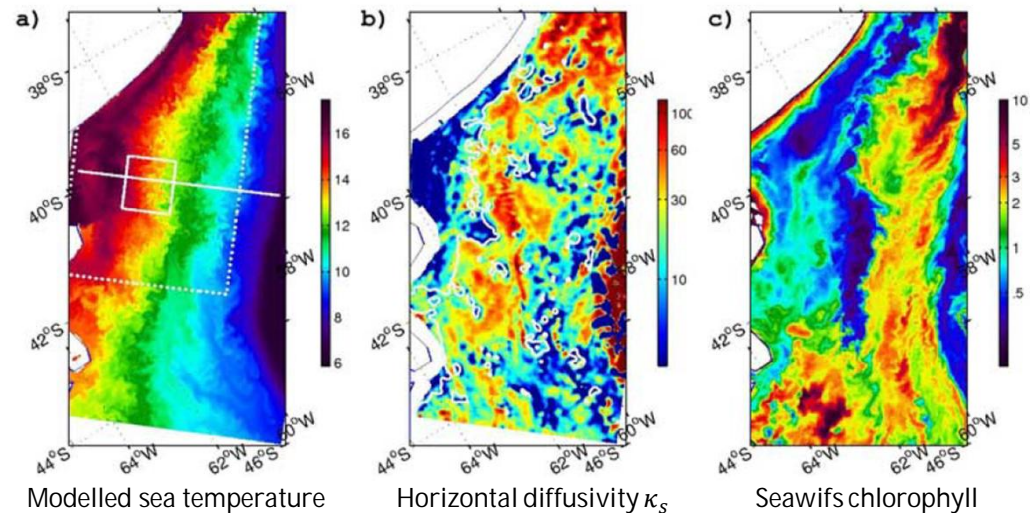 a)
38°S
40°S
42°S
44°S
64°W
62°W
46°S
60°W
58°W
56°W
16
14
12
10
8
6
Modelled sea temperature
b)
38°S
40°S
42°S
44°S
64°W
62°W
46°S
60°W
58°W
56°W
100
60
30
10
Horizontal diffusivity κₛ
c)
38°S
40°S
42°S
44°S
64°W
62°W
46°S
60°W
58°W
56°W
10
5
3
2
1
.5
Seawifs chlorophyll